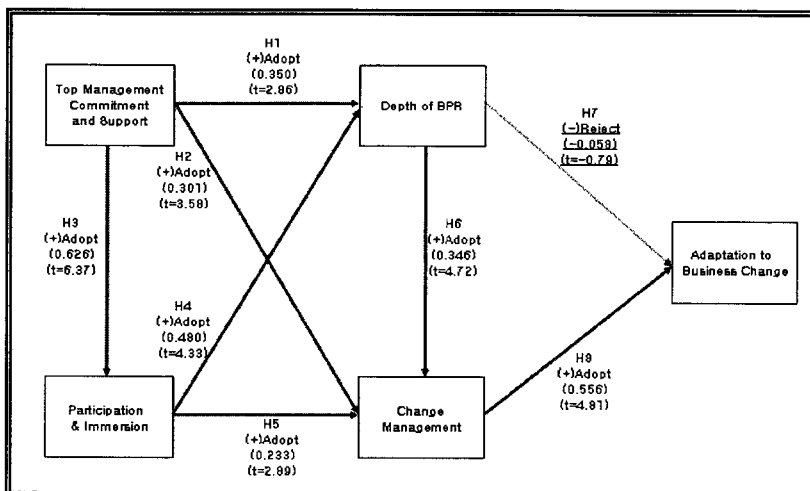 H1
(+)Adopt
(0.350)
(t=2.86)
Top Management
Commitment
and Support
Depth of BPR
H7
(-)Reject
(-0.058)
(t=-0.79)
H2
(+)Adopt
(0.301)
(t=3.58)
H3
(+)Adopt
(0.626)
(t=6.37)
H6
(+)Adopt
(0.346)
(t=4.72)
Adaptation to
Business Change
H4
(+)Adopt
(0.480)
(t=4.33)
H8
(+)Adopt
(0.556)
(t=4.81)
Participation
& Immersion
Change
Management
H5
(+)Adopt
(0.233)
(t=2.89)